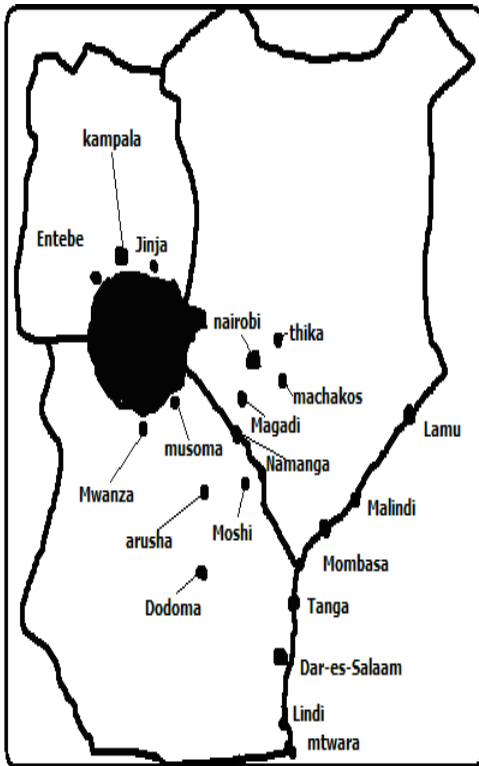 kampala
Entebe
Jinja
nairobi
thika
machakos
Magadi
Lamu
musoma
Namanga
Mwanza
Malindi
arusha
Moshi
Mombasa
Dodoma
Tanga
Dar-es-Salaam
Lindi
mtwara